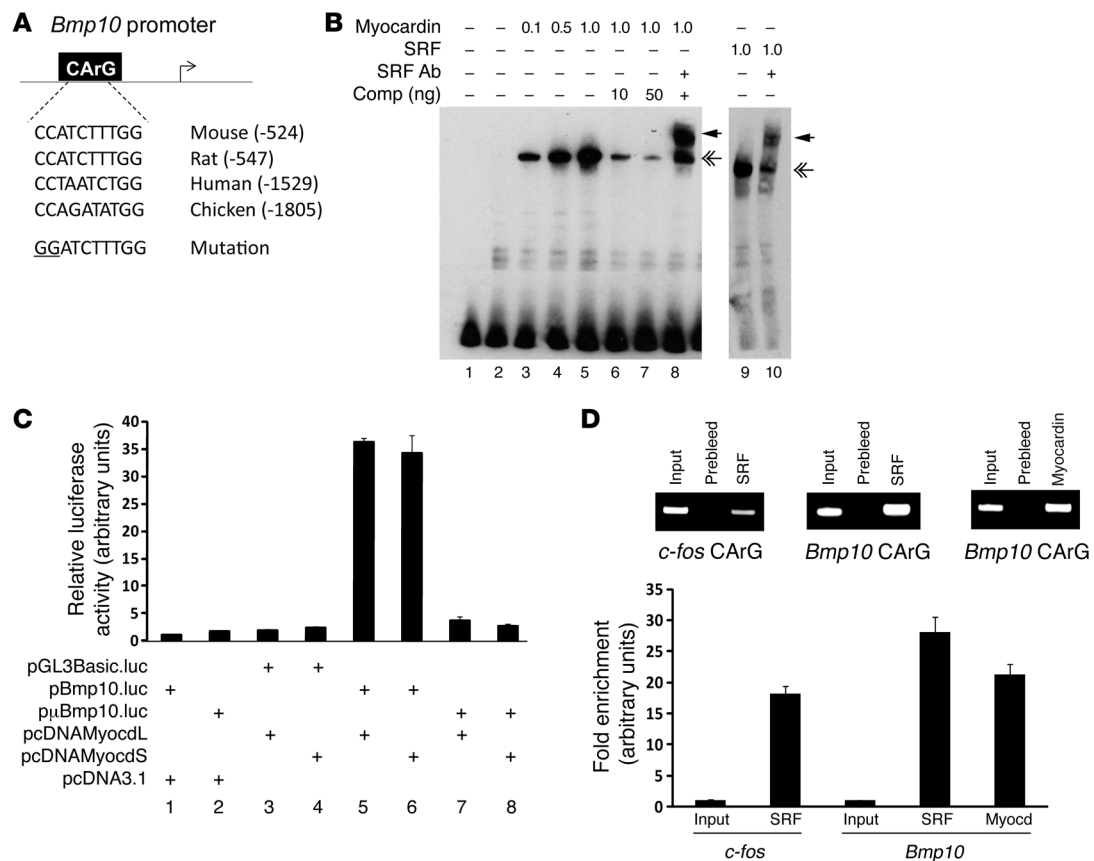 A Bmp10 promoter
CArG
CCATCTTTGG Mouse (-524)
CCATCTTTGG Rat (-547)
CCTAATCTGG Human (-1529)
CCAGATATGG Chicken (-1805)
GGATCTTTGG Mutation
B
Myocardin – – 0.1 0.5 1.0 1.0 1.0 1.0
SRF – – – – – – – – 1.0 1.0
SRF Ab – – – – – – – + – +
Comp (ng) – – – – – 10 50 + – –
1 2 3 4 5 6 7 8 9 10
C
Relative luciferase
activity (arbitrary units)
40
35
30
25
20
15
10
5
0
pGL3Basic.luc + +
pBmp10.luc + + +
pµBmp10.luc + + +
pcDNAMyocdL + + +
pcDNAMyocdS + + +
pcDNA3.1 + +
1 2 3 4 5 6 7 8
D
Input Prebleed SRF
c-fos CArG
Input Prebleed SRF
Bmp10 CArG
Input Prebleed Myocardin
Bmp10 CArG
Fold enrichment
(arbitrary units)
35
30
25
20
15
10
5
0
Input SRF Input SRF Myocd
c-fos Bmp10